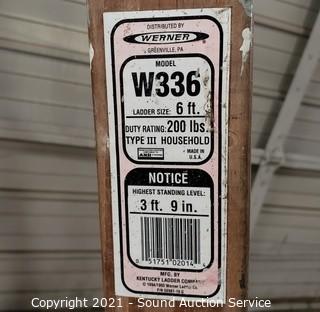 DISTRIBUTED BY
WERNER
GREENVILLE, PA
MODEL
W336
LADDER SIZE: 6 ft.
DUTY RATING: 200 lbs.
TYPE III HOUSEHOLD
MADE IN
U.S.A.
NOTICE
HIGHEST STANDING LEVEL:
3 ft. 9 in.
51751 02014
MFG. BY
KENTUCKY LADDER COMPANY
Copyright 2021 - Sound Auction Service